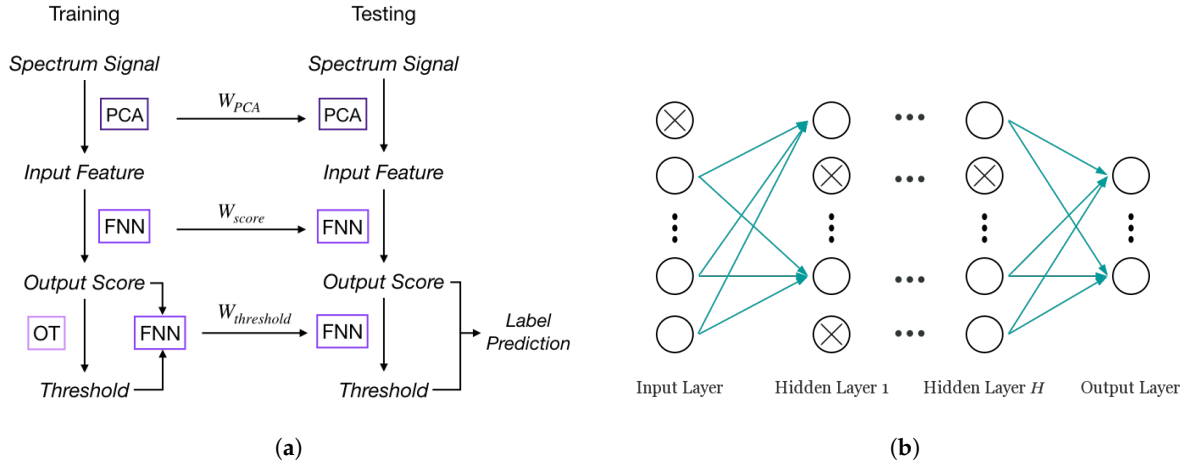 Training
Testing
Spectrum Signal
Spectrum Signal
PCA
W_PCA
PCA
Input Feature
Input Feature
FNN
W_score
FNN
Output Score
Output Score
OT
FNN
W_threshold
FNN
Label
Prediction
Threshold
Threshold
(a)
Input Layer
Hidden Layer 1
Hidden Layer H
Output Layer
(b)